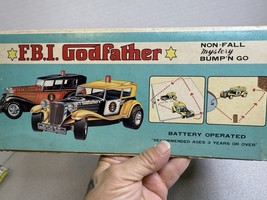 F.B.I. Godfather
NON-FALL
mystery
BUMP'N GO
BATTERY OPERATED
"RECOMMENDED AGES 3 YEARS OR OVER"